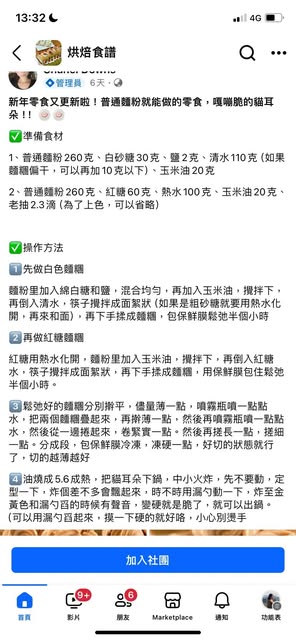 13:32
4G
烘焙食譜
管理員 · 6天
新年零食又更新啦！普通麵粉就能做的零食，嘎嘣脆的貓耳
朵！!
✅準備食材
1、普通麵粉260克、白砂糖30克、鹽2克、清水110克 (如果
麵糰偏干，可以再加10克以下)、玉米油20克
2、普通麵粉260克、紅糖60克、熱水100克、玉米油20克、
老抽2.3滴 (為了上色，可以省略)
✅操作方法
1️⃣先做白色麵糰
麵粉里加入綿白糖和鹽，混合均勻，再加入玉米油，攪拌下，
再倒入清水，筷子攪拌成面絮狀 (如果是粗砂糖就要用熱水化
開，再來和面)，再下手揉成麵糰，包保鮮膜鬆弛半個小時
2️⃣再做紅糖麵糰
紅糖用熱水化開，麵粉里加入玉米油，攪拌下，再倒入紅糖
水，筷子攪拌成面絮狀，再下手揉成麵糰，用保鮮膜包住鬆弛
半個小時。
3️⃣鬆弛好的麵糰分別擀平，儘量薄一點，噴霧瓶噴一點點
水，把兩個麵糰疊起來，再擀薄一點，然後再噴霧瓶噴一點點
水，然後從一邊捲起來，卷緊實一點。然後再搓長一點，搓細
一點。分成段，包保鮮膜冷凍，凍硬一點，好切的狀態就行
了，切的越薄越好
4️⃣油燒成5.6成熱，把貓耳朵下鍋，中小火炸，先不要動，定
型一下，炸個差不多會飄起來，時不時用漏勺動一下，炸至金
黃色和漏勺舀的時候有聲音，變硬就是脆了，就可以出鍋。
(可以用漏勺舀起來，摸一下硬的就好咯，小心別燙手
加入社團
9+
6
首頁
影片
朋友
Marketplace
通知
功能表